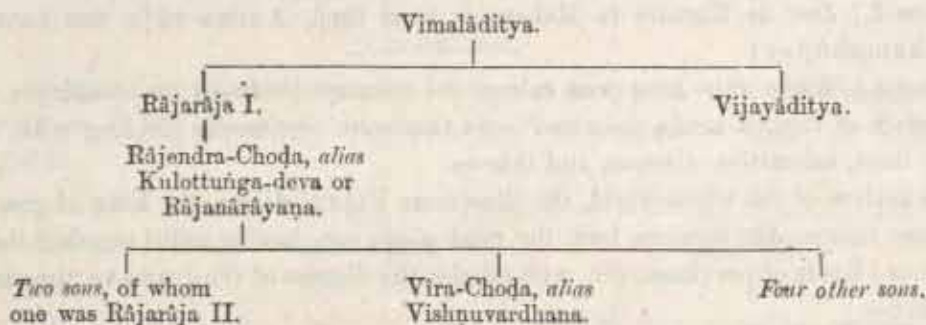 Vimalâditya.
Râjarâja I.
Vijayâditya.
Râjendra-Choḍa, alias
Kulottuṅga-deva or
Râjanârâyaṇa.
Two sons, of whom
one was Râjarâja II.
Vîra-Choḍa, alias
Vishṇuvardhana.
Four other sons.